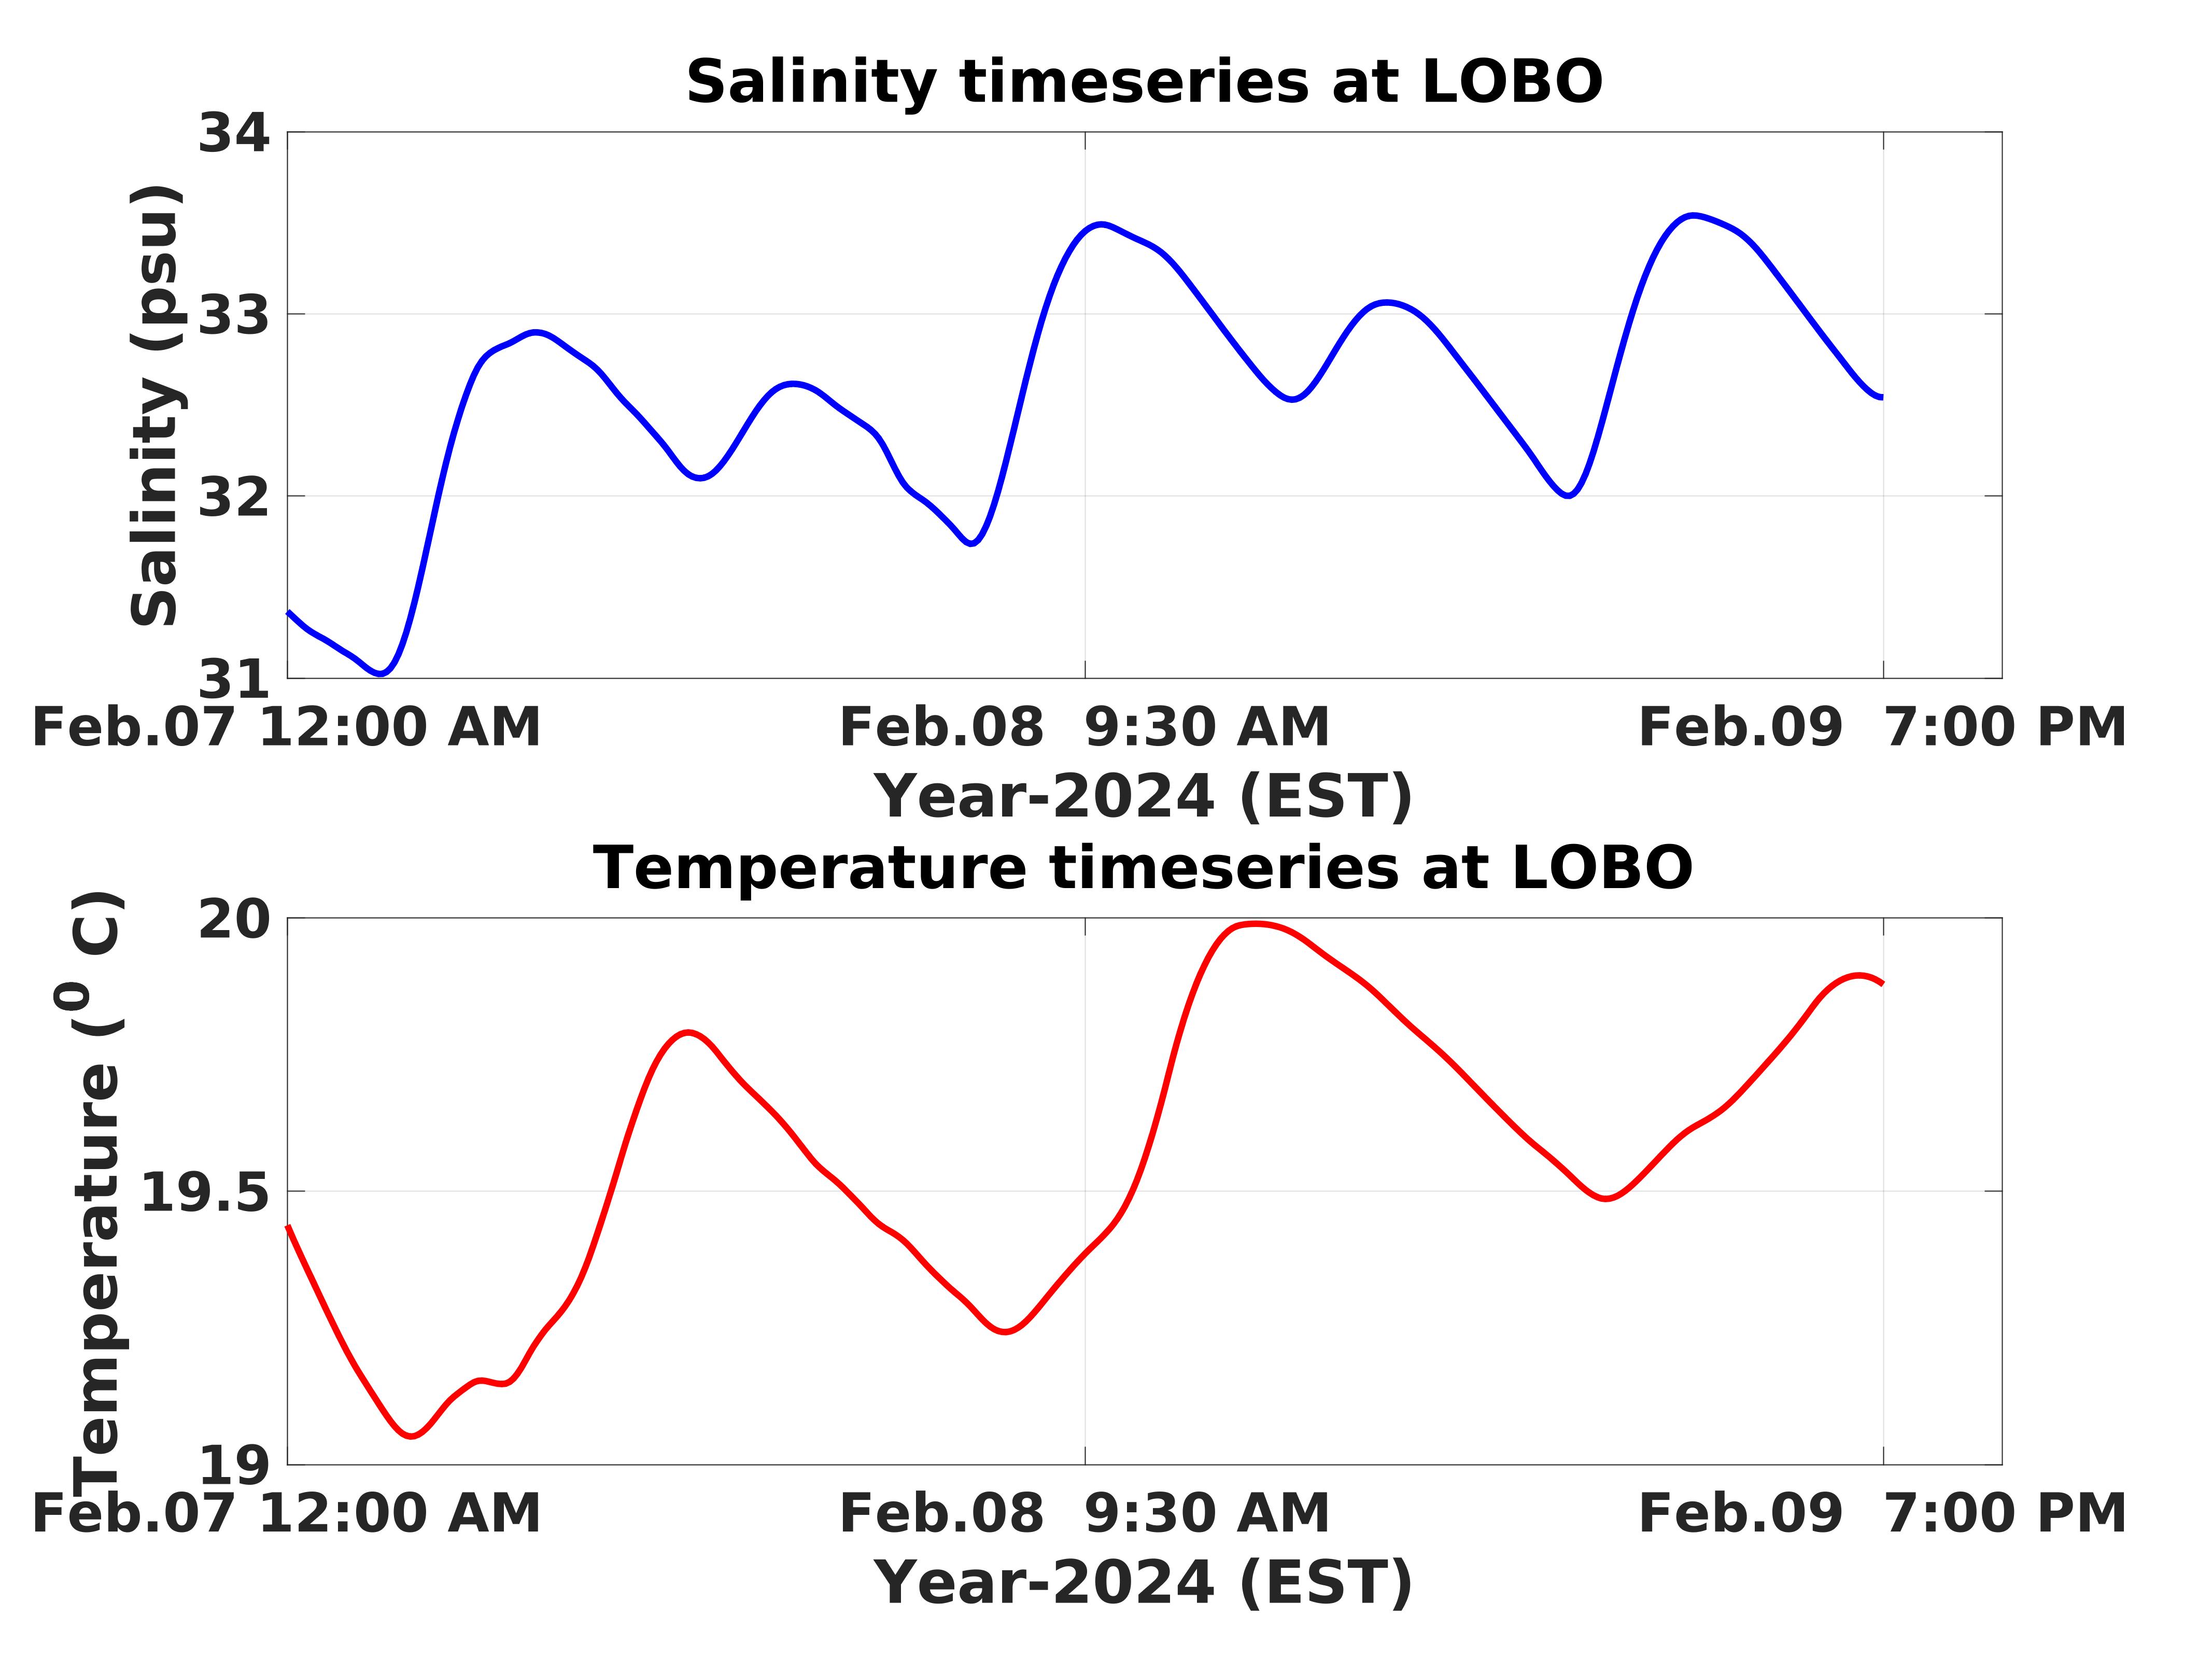 Salinity timeseries at LOBO
Salinity (psu)
34
33
32
31
Feb.07 12:00 AM Feb.08  9:30 AM Feb.09  7:00 PM
Year-2024 (EST)
Temperature timeseries at LOBO
Temperature (⁰ C)
20
19.5
19
Feb.07 12:00 AM Feb.08  9:30 AM Feb.09  7:00 PM
Year-2024 (EST)